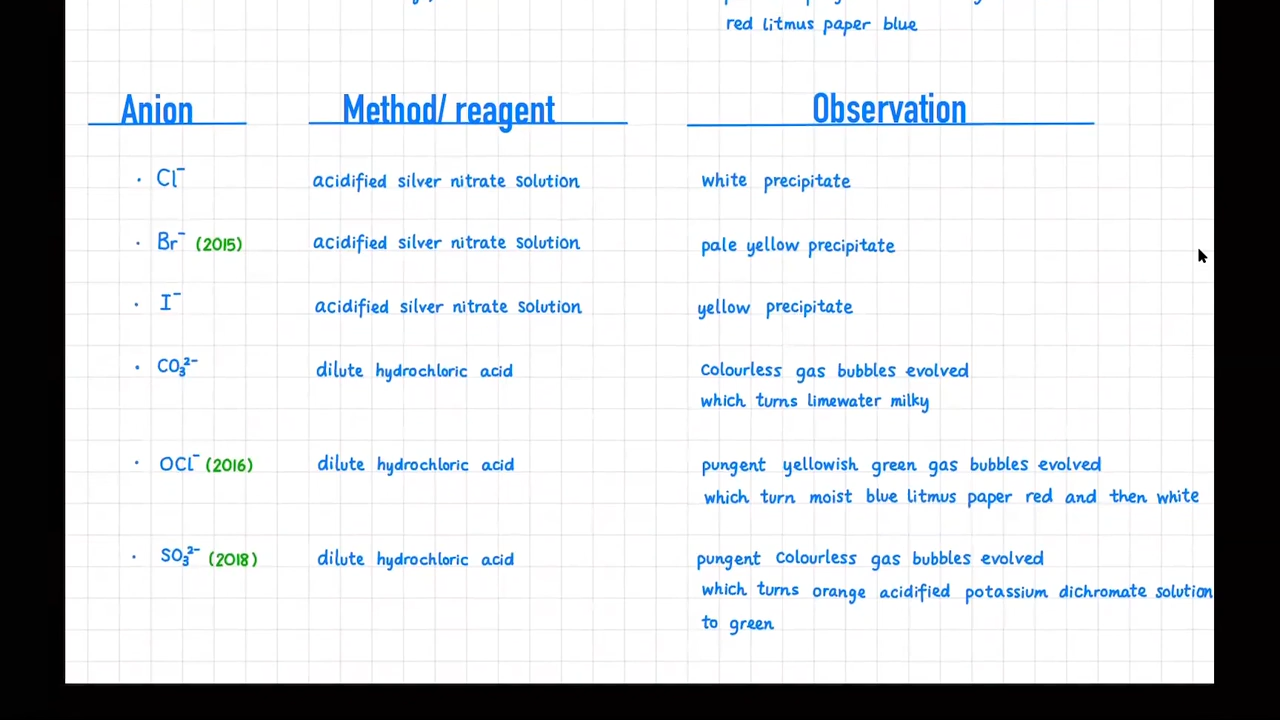 red litmus paper blue
Anion Method/ reagent Observation
· Cl⁻ acidified silver nitrate solution white precipitate
· Br⁻ (2015) acidified silver nitrate solution pale yellow precipitate
· I⁻ acidified silver nitrate solution yellow precipitate
· CO₃²⁻ dilute hydrochloric acid colourless gas bubbles evolved
which turns limewater milky
· OCl⁻ (2016) dilute hydrochloric acid pungent yellowish green gas bubbles evolved
which turn moist blue litmus paper red and then white
· SO₃²⁻ (2018) dilute hydrochloric acid pungent colourless gas bubbles evolved
which turns orange acidified potassium dichromate solution
to green